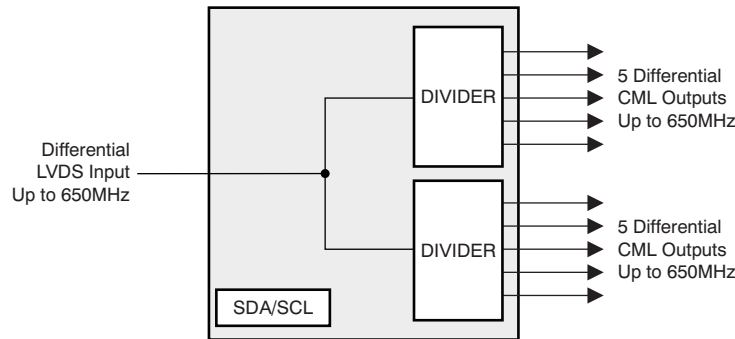 DIVIDER
5 Differential
CML Outputs
Up to 650MHz
Differential
LVDS Input
Up to 650MHz
DIVIDER
5 Differential
CML Outputs
Up to 650MHz
SDA/SCL